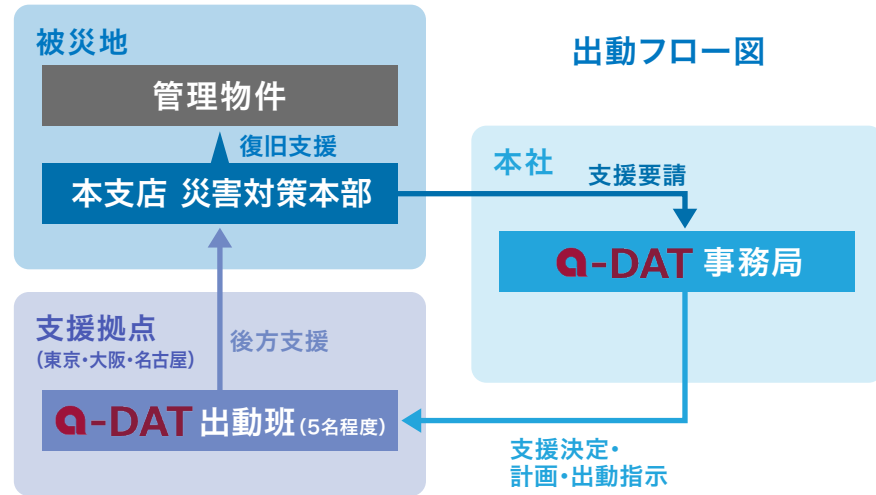 出動フロー図
被災地
管理物件
復旧支援
本支店 災害対策本部
本社
支援要請
a-DAT 事務局
支援拠点
(東京・大阪・名古屋)
後方支援
a-DAT 出動班(5名程度)
支援決定・
計画・出動指示